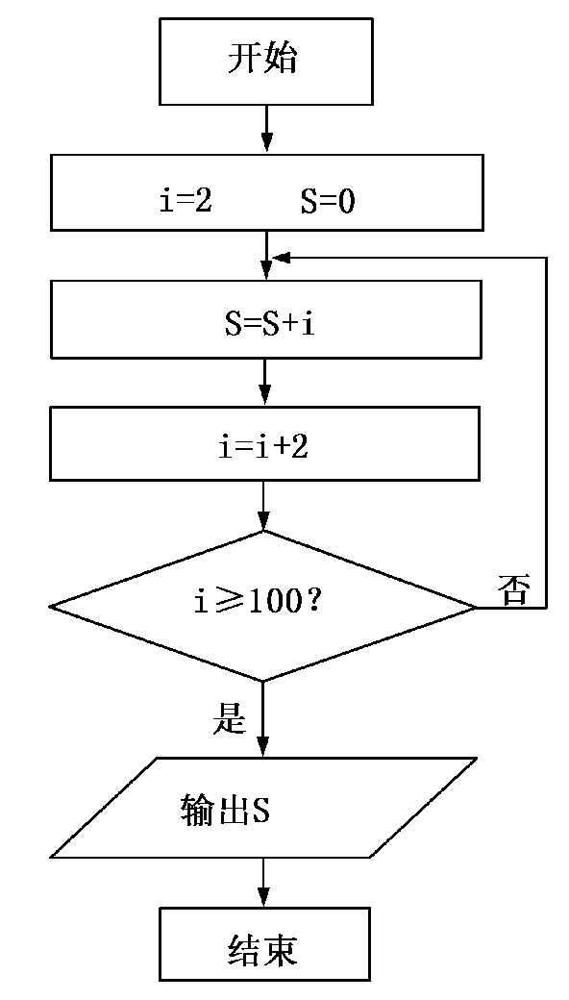 开始
i=2 S=0
S=S+i
i=i+2
i≥100?
否
是
输出S
结束